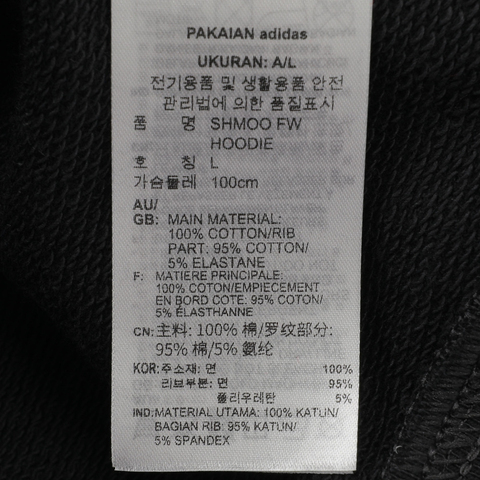 PAKAIAN adidas
UKURAN: A/L
전기용품 및 생활용품 안전
관리법에 의한 품질표시
품 명 SHMOO FW
HOODIE
호 칭 L
가슴둘레 100cm
AU/
GB: MAIN MATERIAL:
100% COTTON/RIB
PART: 95% COTTON/
5% ELASTANE
F: MATIERE PRINCIPALE:
100% COTON/EMPIECEMENT
EN BORD COTE: 95% COTON/
5% ÉLASTHANNE
CN: 主料: 100% 棉/罗纹部分:
95% 棉/5% 氨纶
KOR: 주소재: 면 100%
리브부분: 면 95%
폴리우레탄 5%
IND: MATERIAL UTAMA: 100% KATUN/
BAGIAN RIB: 95% KATUN/
5% SPANDEX